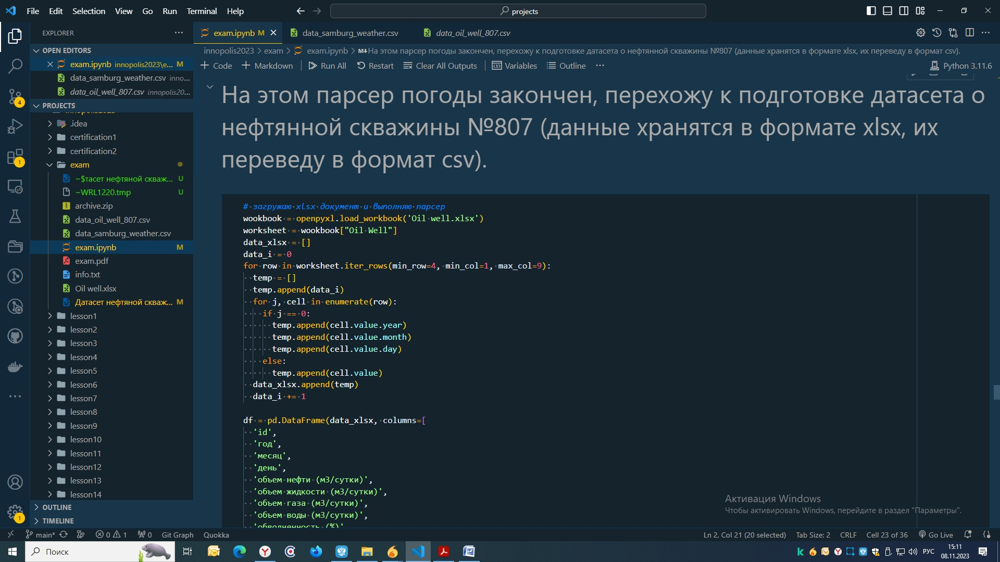 File Edit Selection View Go Run Terminal Help
projects
EXPLORER
exam.ipynb M
data_samburg_weather.csv
data_oil_well_807.csv
OPEN EDITORS
exam.ipynb innopolis2023\e... M
data_samburg_weather.csv inno...
data_oil_well_807.csv innopolis20...
innopolis2023 > exam > exam.ipynb > M↓На этом парсер погоды закончен, перехожу к подготовке датасета о нефтянной скважины №807 (данные хранятся в формате xlsx, их переведу в формат csv).
+ Code + Markdown Run All Restart Clear All Outputs Variables Outline ...
Python 3.11.6
PROJECTS
.idea
certification1
certification2
exam
~$тасет нефтяной скваж... U
~WRL1220.tmp U
archive.zip
data_oil_well_807.csv
data_samburg_weather.csv
exam.ipynb M
exam.pdf
info.txt
Oil well.xlsx
Датасет нефтяной скваж... M
lesson1
lesson2
lesson3
lesson4
lesson5
lesson6
lesson7
lesson8
lesson9
lesson10
lesson11
lesson12
lesson13
lesson14
OUTLINE
TIMELINE
4
1
1
На этом парсер погоды закончен, перехожу к подготовке датасета о
нефтянной скважины №807 (данные хранятся в формате xlsx, их
переведу в формат csv).
# загружаю xlsx документ и выполняю парсер
wookbook = openpyxl.load_workbook('Oil well.xlsx')
worksheet = wookbook["Oil Well"]
data_xlsx = []
data_i = 0
for row in worksheet.iter_rows(min_row=4, min_col=1, max_col=9):
temp = []
temp.append(data_i)
for j, cell in enumerate(row):
if j == 0:
temp.append(cell.value.year)
temp.append(cell.value.month)
temp.append(cell.value.day)
else:
temp.append(cell.value)
data_xlsx.append(temp)
data_i += 1
df = pd.DataFrame(data_xlsx, columns=[
'id',
'год',
'месяц',
'день',
'объем нефти (м3/сутки)',
'объем жидкости (м3/сутки)',
'объем газа (м3/сутки)',
'объем воды (м3/сутки)',
'обводненность (%)'
Активация Windows
Чтобы активировать Windows, перейдите в раздел "Параметры".
main* 0 1 0 Git Graph Quokka
Ln 2, Col 21 (20 selected) Tab Size: 2 CRLF Cell 23 of 36 Go Live
Поиск
РУС
15:11
08.11.2023